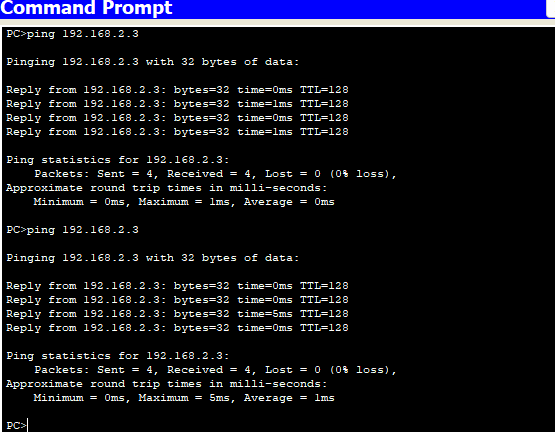 Command Prompt
PC>ping 192.168.2.3
Pinging 192.168.2.3 with 32 bytes of data:
Reply from 192.168.2.3: bytes=32 time=0ms TTL=128
Reply from 192.168.2.3: bytes=32 time=1ms TTL=128
Reply from 192.168.2.3: bytes=32 time=0ms TTL=128
Reply from 192.168.2.3: bytes=32 time=1ms TTL=128
Ping statistics for 192.168.2.3:
    Packets: Sent = 4, Received = 4, Lost = 0 (0% loss),
Approximate round trip times in milli-seconds:
    Minimum = 0ms, Maximum = 1ms, Average = 0ms
PC>ping 192.168.2.3
Pinging 192.168.2.3 with 32 bytes of data:
Reply from 192.168.2.3: bytes=32 time=0ms TTL=128
Reply from 192.168.2.3: bytes=32 time=0ms TTL=128
Reply from 192.168.2.3: bytes=32 time=5ms TTL=128
Reply from 192.168.2.3: bytes=32 time=0ms TTL=128
Ping statistics for 192.168.2.3:
    Packets: Sent = 4, Received = 4, Lost = 0 (0% loss),
Approximate round trip times in milli-seconds:
    Minimum = 0ms, Maximum = 5ms, Average = 1ms
PC>